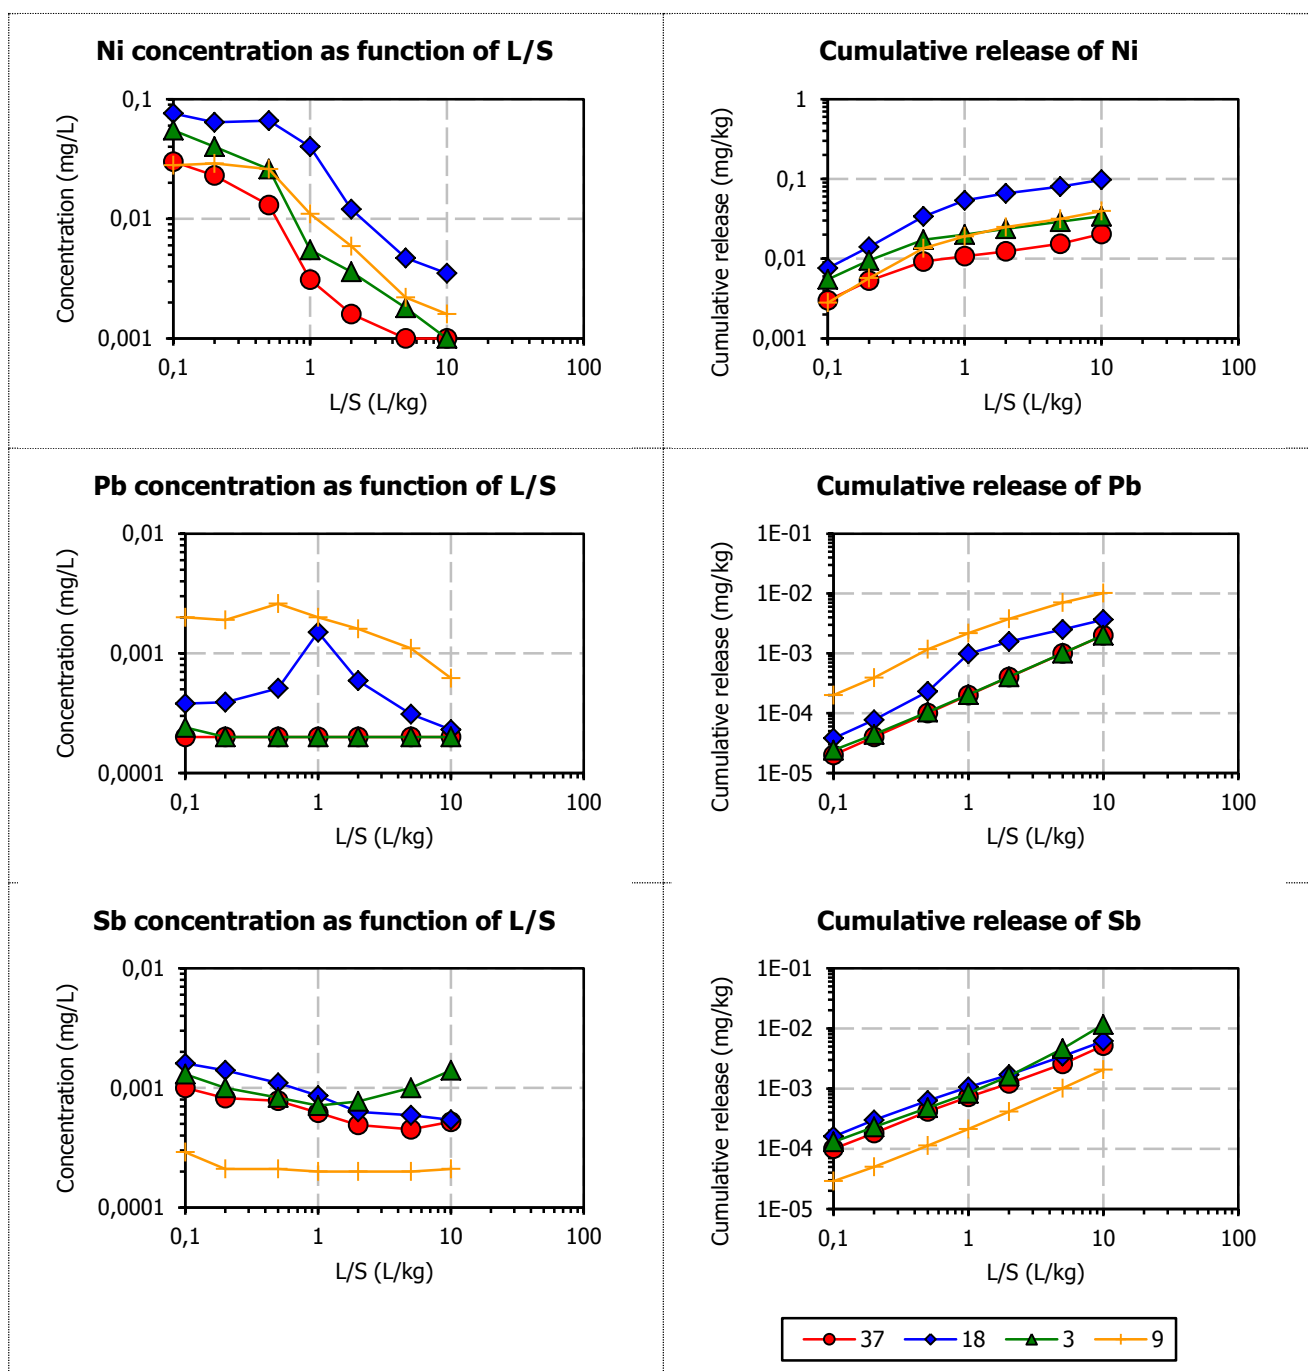 Ni concentration as function of L/S
Concentration (mg/L)
0,1
0,01
0,001
0,1
1
10
100
L/S (L/kg)
Cumulative release of Ni
Cumulative release (mg/kg)
1
0,1
0,01
0,001
0,1
1
10
100
L/S (L/kg)
Pb concentration as function of L/S
Concentration (mg/L)
0,01
0,001
0,0001
0,1
1
10
100
L/S (L/kg)
Cumulative release of Pb
Cumulative release (mg/kg)
1E-01
1E-02
1E-03
1E-04
1E-05
0,1
1
10
100
L/S (L/kg)
Sb concentration as function of L/S
Concentration (mg/L)
0,01
0,001
0,0001
0,1
1
10
100
L/S (L/kg)
Cumulative release of Sb
Cumulative release (mg/kg)
1E-01
1E-02
1E-03
1E-04
1E-05
0,1
1
10
100
L/S (L/kg)
37
18
3
9